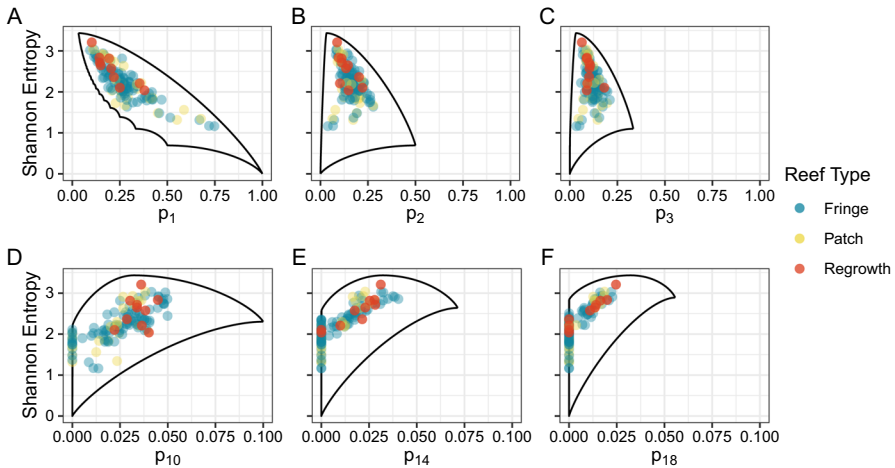 A
B
C
Shannon Entropy
3
2
1
0
0.00 0.25 0.50 0.75 1.00
0.00 0.25 0.50 0.75 1.00
0.00 0.25 0.50 0.75 1.00
p1
p2
p3
Reef Type
Fringe
Patch
Regrowth
D
E
F
Shannon Entropy
3
2
1
0
0.000 0.025 0.050 0.075 0.100
0.000 0.025 0.050 0.075 0.100
0.000 0.025 0.050 0.075 0.100
p10
p14
p18